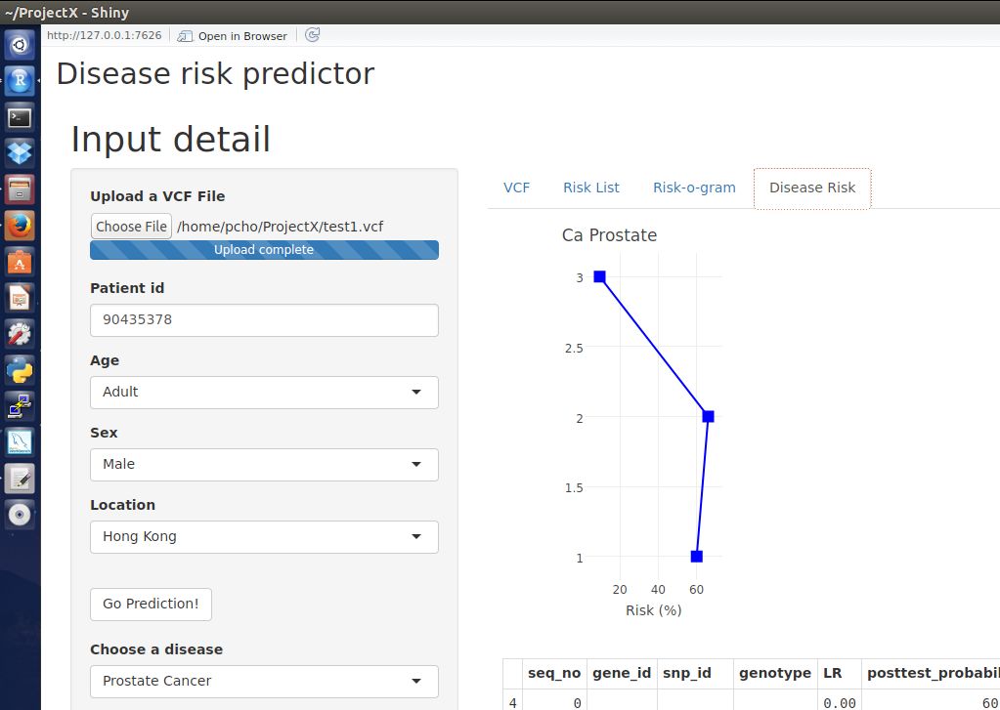 ~/ProjectX - Shiny
http://127.0.0.1:7626 Open in Browser
Disease risk predictor
Input detail
Upload a VCF File
Choose File /home/pcho/ProjectX/test1.vcf
Upload complete
Patient id
90435378
Age
Adult
Sex
Male
Location
Hong Kong
Go Prediction!
Choose a disease
Prostate Cancer
VCF Risk List Risk-o-gram Disease Risk
Ca Prostate
3
2.5
2
1.5
1
20 40 60
Risk (%)
seq_no gene_id snp_id genotype LR posttest_probabil
4 0 0.00 60